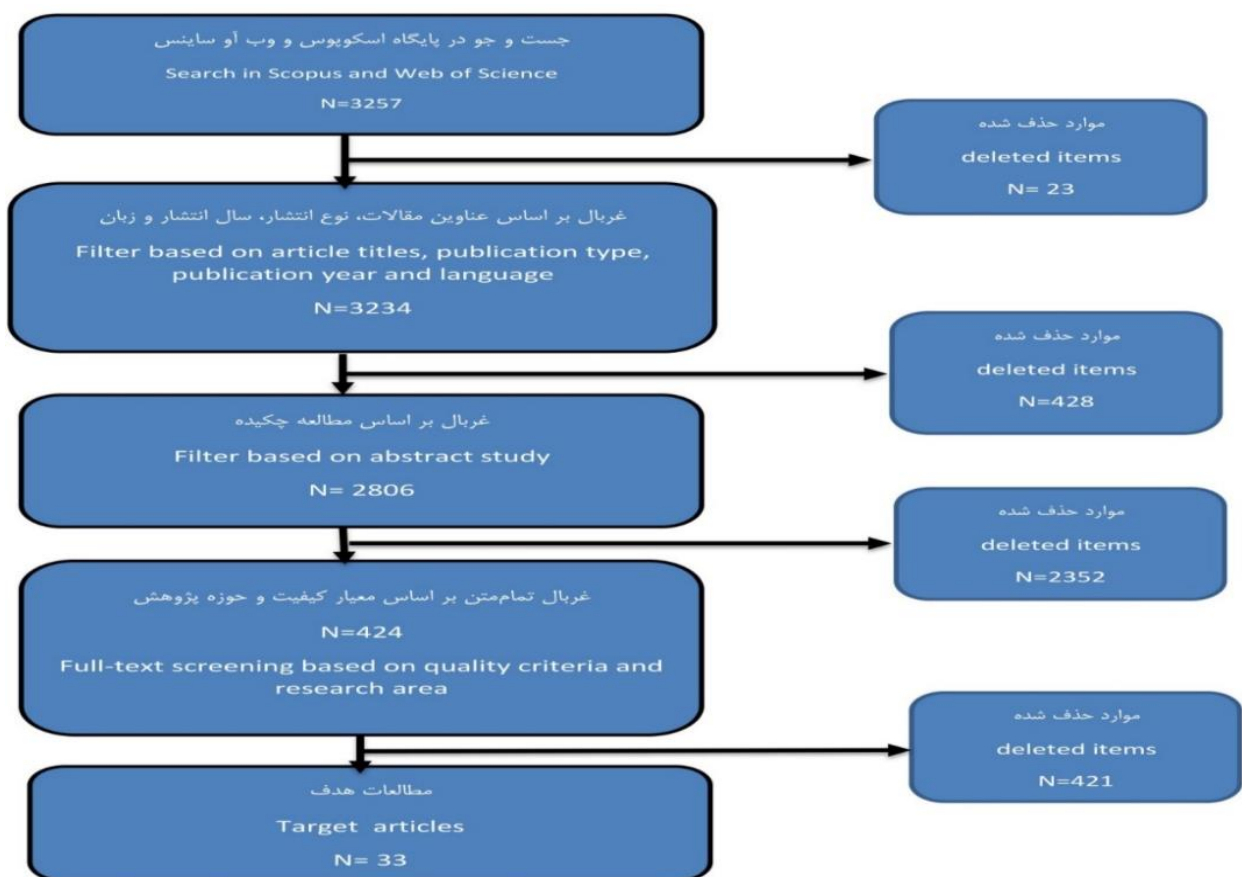 جست و جو در پایگاه اسکوپوس و وب آو ساینس
Search in Scopus and Web of Science
N=3257
موارد حذف شده
deleted items
N= 23
غربال بر اساس عناوین مقالات، نوع انتشار، سال انتشار و زبان
Filter based on article titles, publication type,
publication year and language
N=3234
موارد حذف شده
deleted items
N=428
غربال بر اساس مطالعه چکیده
Filter based on abstract study
N= 2806
موارد حذف شده
deleted items
N=2352
غربال تمام‌متن بر اساس معیار کیفیت و حوزه پژوهش
N=424
Full-text screening based on quality criteria and
research area
موارد حذف شده
deleted items
N=421
مطالعات هدف
Target articles
N= 33